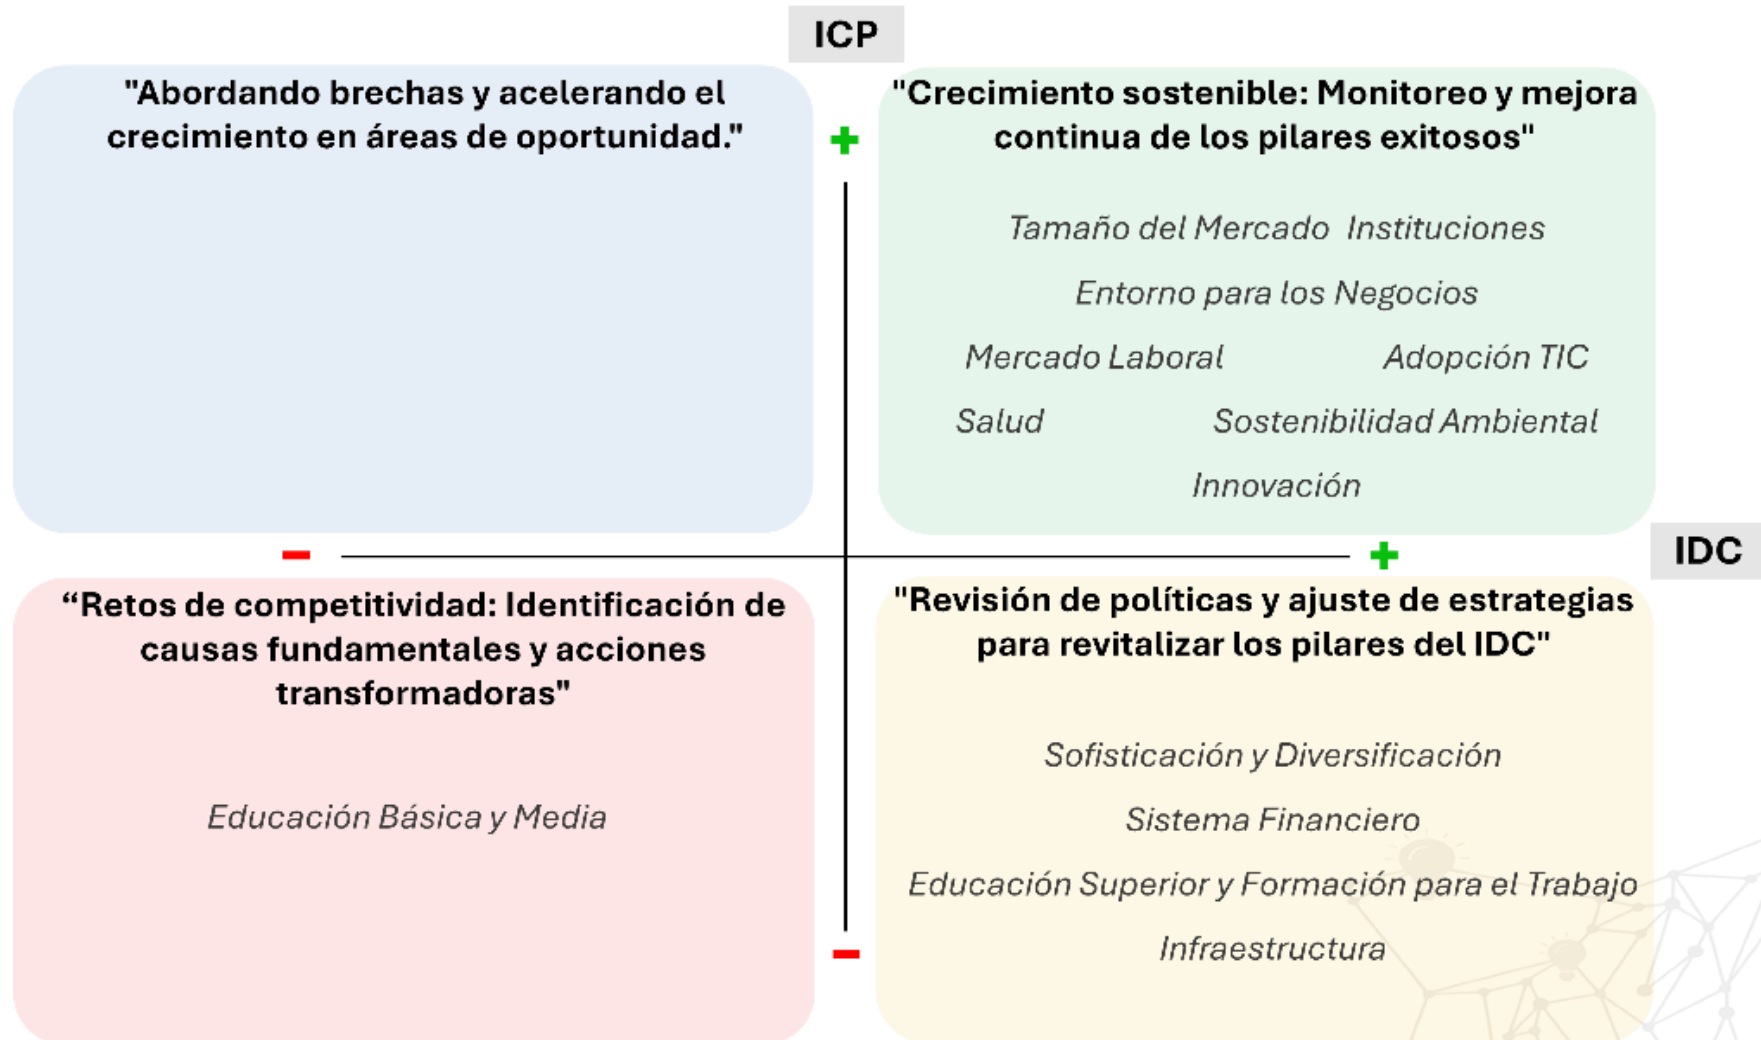 ICP
"Abordando brechas y acelerando el
crecimiento en áreas de oportunidad."
+
"Crecimiento sostenible: Monitoreo y mejora
continua de los pilares exitosos"
Tamaño del Mercado Instituciones
Entorno para los Negocios
Mercado Laboral Adopción TIC
Salud Sostenibilidad Ambiental
Innovación
-
+
IDC
“Retos de competitividad: Identificación de
causas fundamentales y acciones
transformadoras"
Educación Básica y Media
"Revisión de políticas y ajuste de estrategias
para revitalizar los pilares del IDC"
Sofisticación y Diversificación
Sistema Financiero
Educación Superior y Formación para el Trabajo
Infraestructura
-